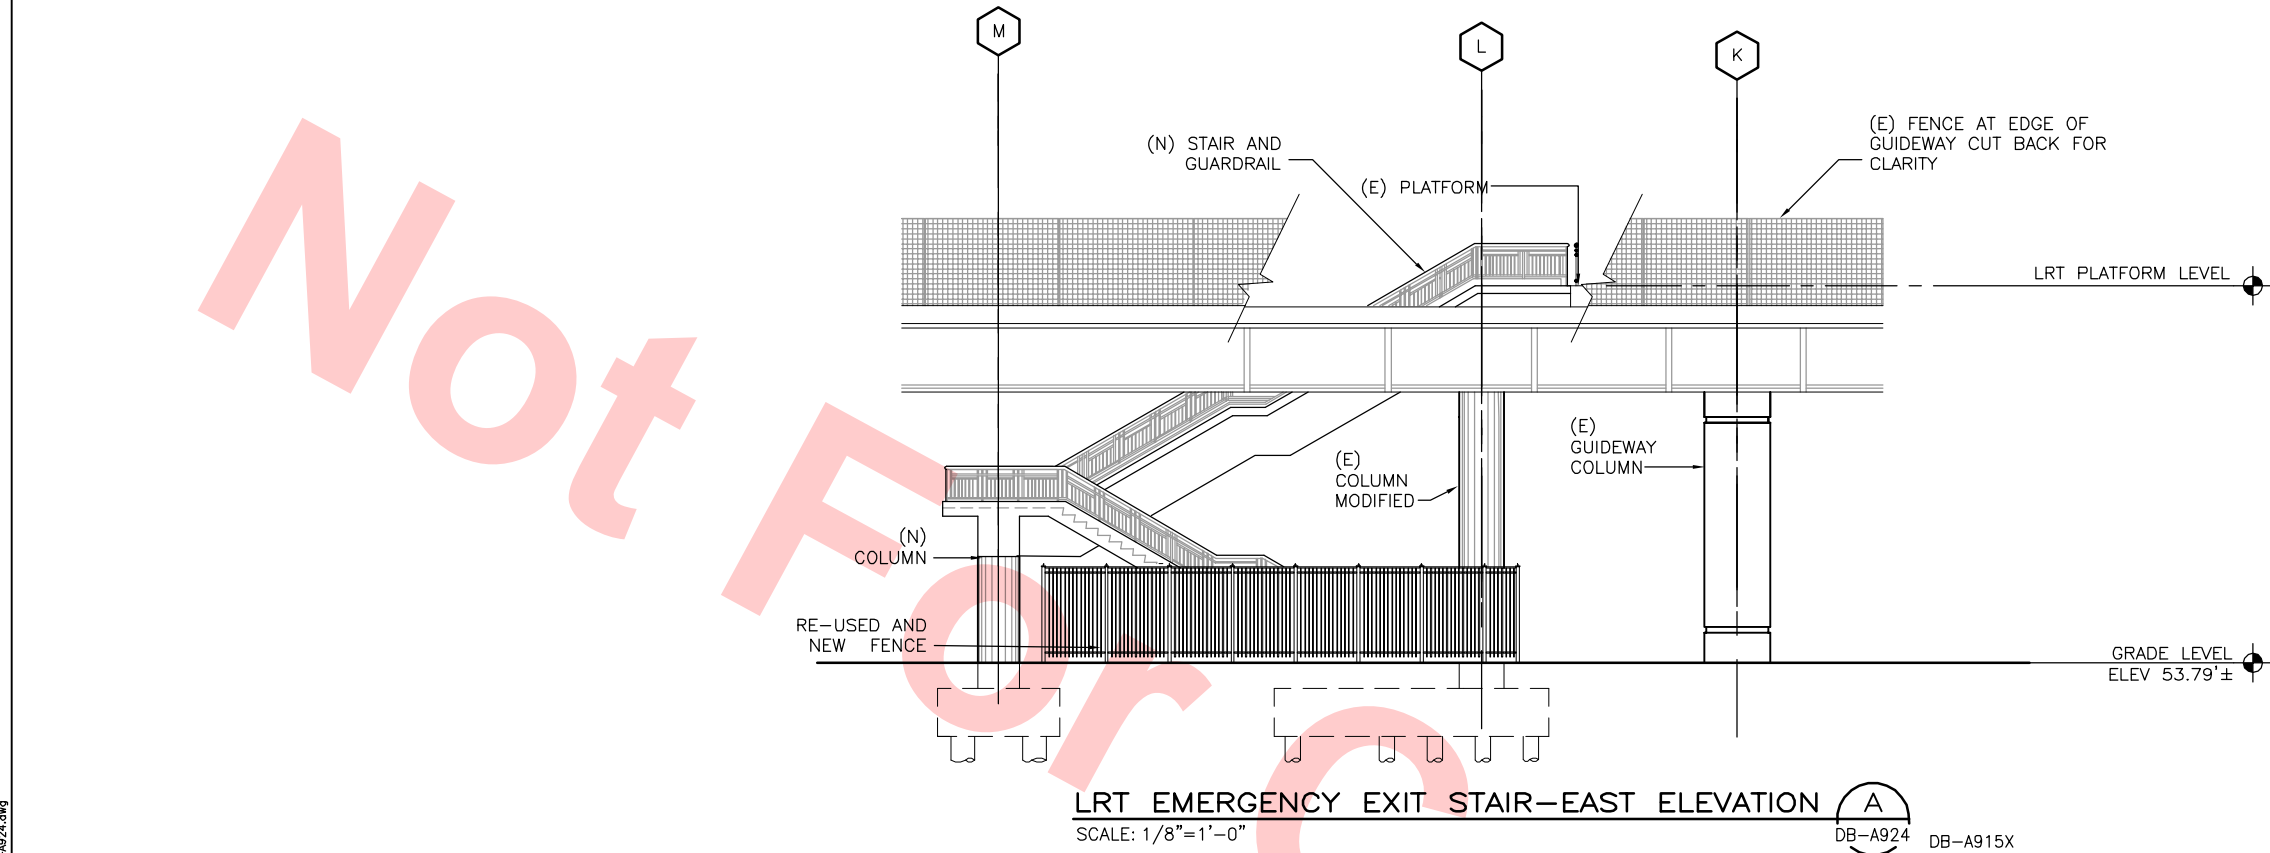 M
L
K
(N) STAIR AND
GUARDRAIL
(E) PLATFORM
(E) FENCE AT EDGE OF
GUIDEWAY CUT BACK FOR
CLARITY
LRT PLATFORM LEVEL
(E)
GUIDEWAY
COLUMN
(E)
COLUMN
MODIFIED
(N)
COLUMN
RE-USED AND
NEW FENCE
GRADE LEVEL
ELEV 53.79'±
LRT EMERGENCY EXIT STAIR-EAST ELEVATION
A
SCALE: 1/8"=1'-0"
DB-A924
DB-A915X
Not For C
A924.dwg